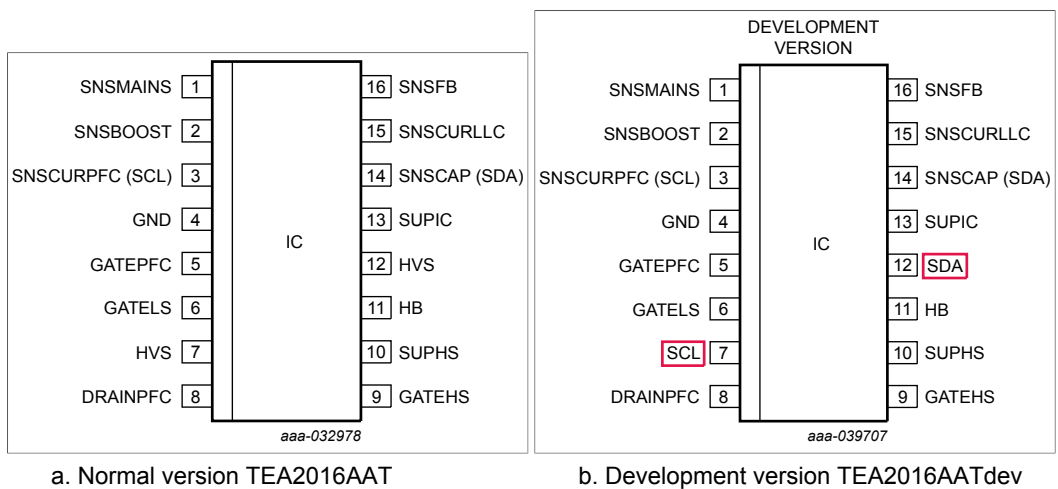 SNSMAINS 1
SNSBOOST 2
SNSCURPFC (SCL) 3
GND 4
GATEPFC 5
GATELS 6
HVS 7
DRAINPFC 8
IC
16 SNSFB
15 SNSCURLLC
14 SNSCAP (SDA)
13 SUPIC
12 HVS
11 HB
10 SUPHS
9 GATEHS
aaa-032978
a. Normal version TEA2016AAT
DEVELOPMENT
VERSION
SNSMAINS 1
SNSBOOST 2
SNSCURPFC (SCL) 3
GND 4
GATEPFC 5
GATELS 6
SCL 7
DRAINPFC 8
IC
16 SNSFB
15 SNSCURLLC
14 SNSCAP (SDA)
13 SUPIC
12 SDA
11 HB
10 SUPHS
9 GATEHS
aaa-039707
b. Development version TEA2016AATdev